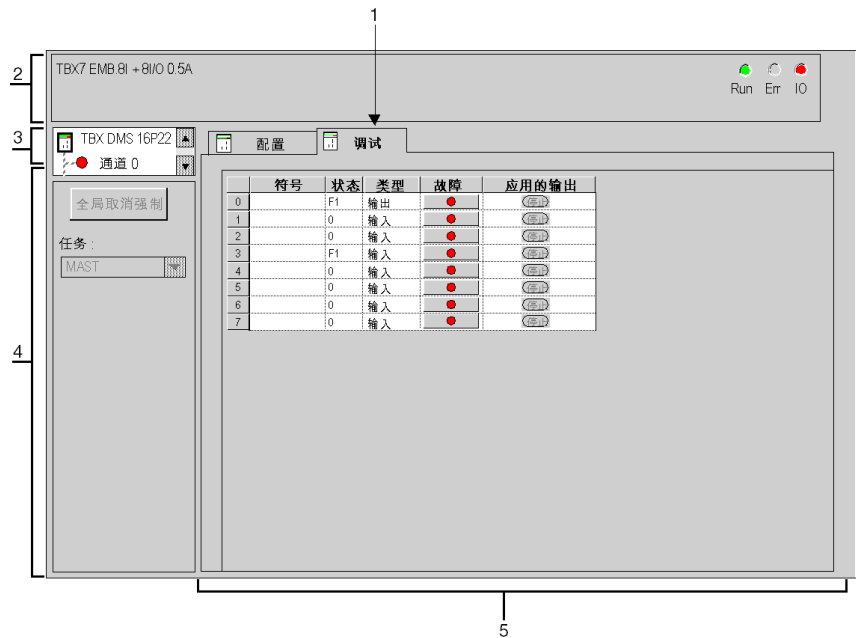 1
2
TBX7 EMB.8I + 8I/O 0.5A
Run Err IO
3
TBX DMS 16P22
通道 0
配置
调试
全局取消强制
任务 :
MAST
符号 状态 类型 故障 应用的输出
0 F1 输出 停止
1 0 输入 停止
2 0 输入 停止
3 F1 输入 停止
4 0 输入 停止
5 0 输入 停止
6 0 输入 停止
7 0 输入 停止
4
5